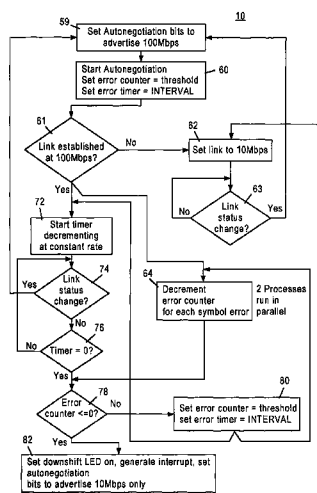 10
59
Set Autonegotiation bits to
advertise 100Mbps
Start Autonegotiation
Set error counter = threshold
Set error timer = INTERVAL
60
61
Link established
at 100Mbps?
No
Yes
62
Set link to 10Mbps
63
Link
status
change?
No
72
Start timer
decrementing
at constant rate
74
Link
status
change?
Yes
No
64
Decrement
error counter
for each symbol error
2 Processes
run in
parallel
76
Timer = 0?
No
Yes
78
Error
counter <=0?
No
Yes
80
Set error counter = threshold
set error timer = INTERVAL
82
Set downshift LED on, generate interrupt, set
autonegotiation
bits to advertise 10Mbps only